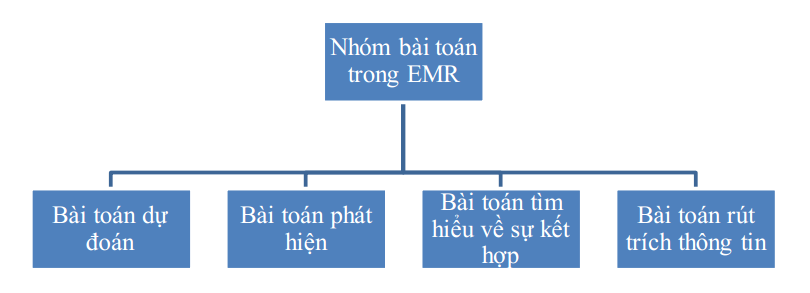 Nhóm bài toán
trong EMR
Bài toán dự
đoán
Bài toán phát
hiện
Bài toán tìm
hiểu về sự kết
hợp
Bài toán rút
trích thông tin